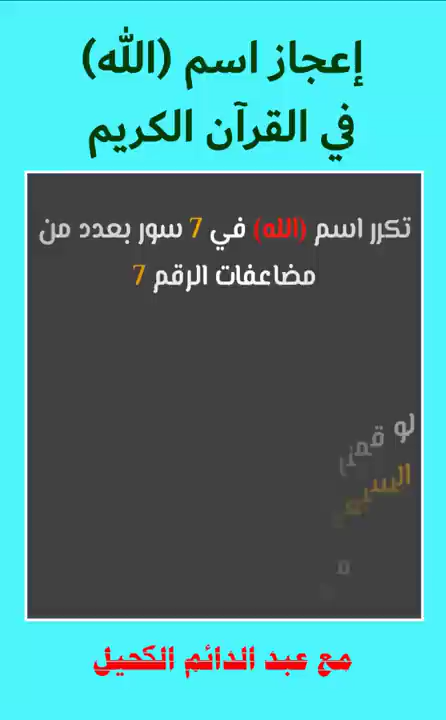 إعجاز اسم (الله)
في القرآن الكريم
تكرر اسم (الله) في 7 سور بعدد من
مضاعفات الرقم 7
لو
مع عبد الدائم الكحيل